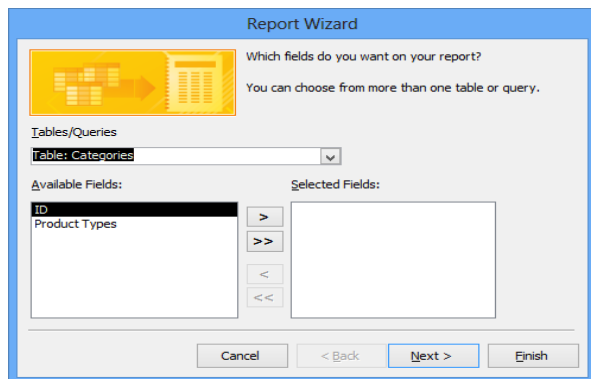 Report Wizard
Which fields do you want on your report?
You can choose from more than one table or query.
Tables/Queries
Table: Categories
Available Fields:
Selected Fields:
ID
Product Types
>
>>
<
<<
Cancel
< Back
Next >
Finish